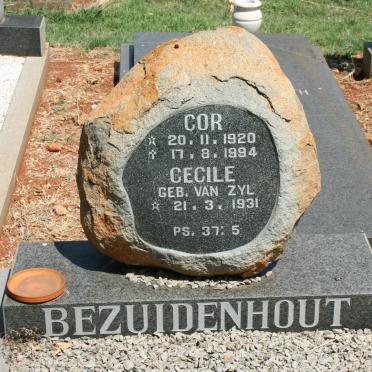 COR
☆ 20. 11. 1920
✝ 17. 8. 1994
CECILE
GEB. VAN ZYL
☆ 21. 3. 1931
PS. 37: 5
BEZUIDENHOUT